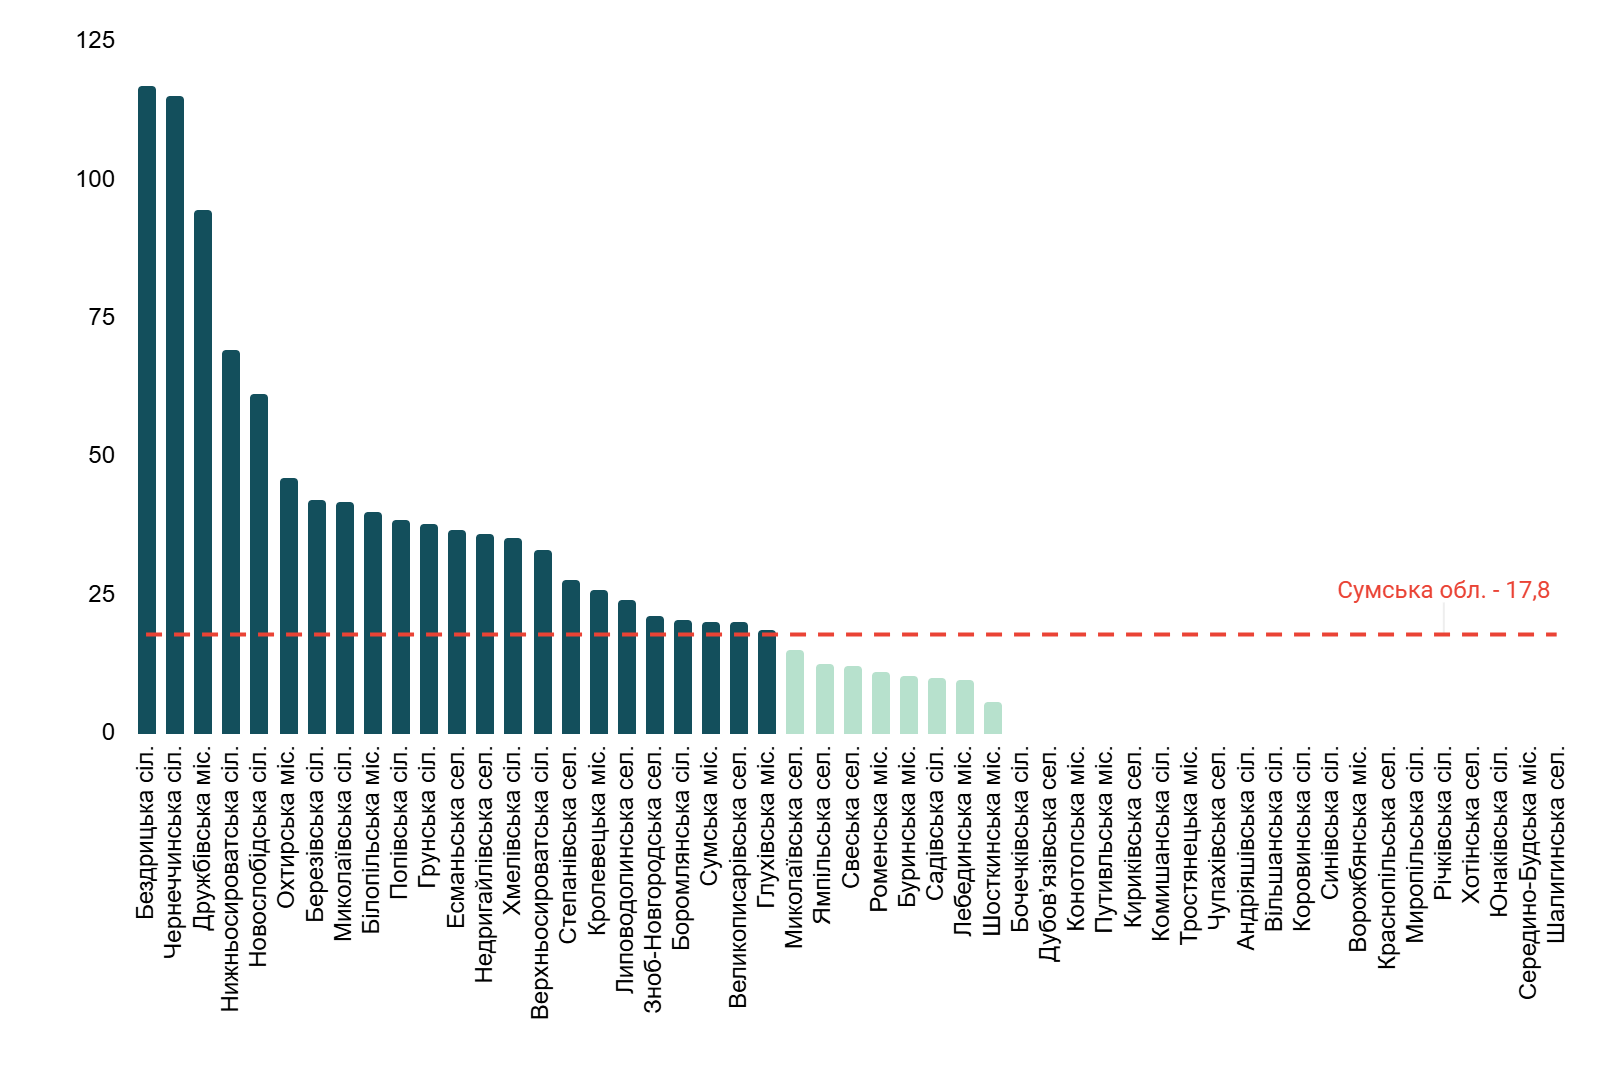 125
100
75
50
25
0
Сумська обл. - 17,8
Бездрицька сіл.
Чернеччинська сіл.
Дружбівська міс.
Нижньосироватська сіл.
Новослобідська сіл.
Охтирська міс.
Березівська сіл.
Миколаївська сіл.
Білопільська міс.
Попівська сіл.
Грунська сіл.
Есманьська сел.
Недригайлівська сел.
Хмелівська сіл.
Верхньосироватська сіл.
Степанівська сел.
Кролевецька міс.
Липоводолинська сел.
Зноб-Новгородська сел.
Боромлянська сіл.
Сумська міс.
Великописарівська сел.
Глухівська міс.
Миколаївська сел.
Ямпільська сел.
Свеська сел.
Роменська міс.
Буринська міс.
Садівська сіл.
Лебединська міс.
Шосткинська міс.
Бочечківська сіл.
Дубов'язівська сел.
Конотопська міс.
Путивльська міс.
Кириківська сел.
Комишанська сіл.
Тростянецька міс.
Чупахівська сел.
Андріяшівська сіл.
Вільшанська сіл.
Коровинська сіл.
Синівська сіл.
Ворожбянська міс.
Краснопільська сел.
Миропільська сіл.
Річківська сіл.
Хотінська сел.
Юнаківська сіл.
Середино-Будська міс.
Шалигинська сел.